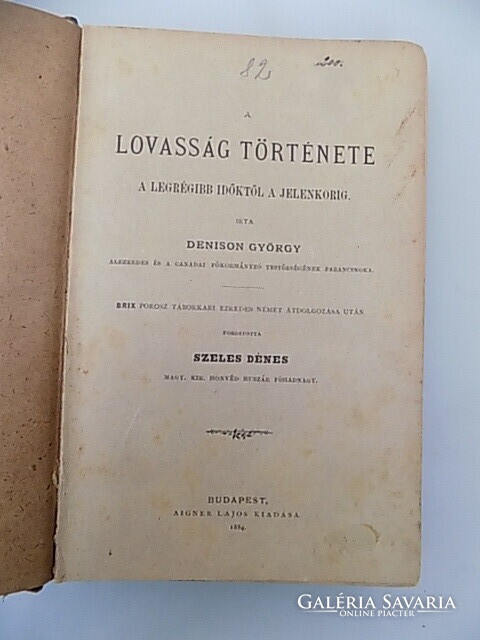 82
200.
A
LOVASSÁG TÖRTÉNETE
A LEGRÉGIBB IDŐKTŐL A JELENKORIG.
IRTA
DENISON GYÖRGY
ALEZREDES ÉS A CANADAI FŐKORMÁNYZÓ TESTŐRSÉGÉNEK PARANCSNOKA.
BRIX POROSZ TÁBORKARI EZREDES NÉMET ÁTDOLGOZÁSA UTÁN
FORDITOTTA
SZELES DÉNES
MAGY. KIR. HONVÉD HUSZÁR FŐHADNAGY.
BUDAPEST,
AIGNER LAJOS KIADÁSA.
1884.
GALÉRIA SAVARIA
ONLINE PIACTÉR